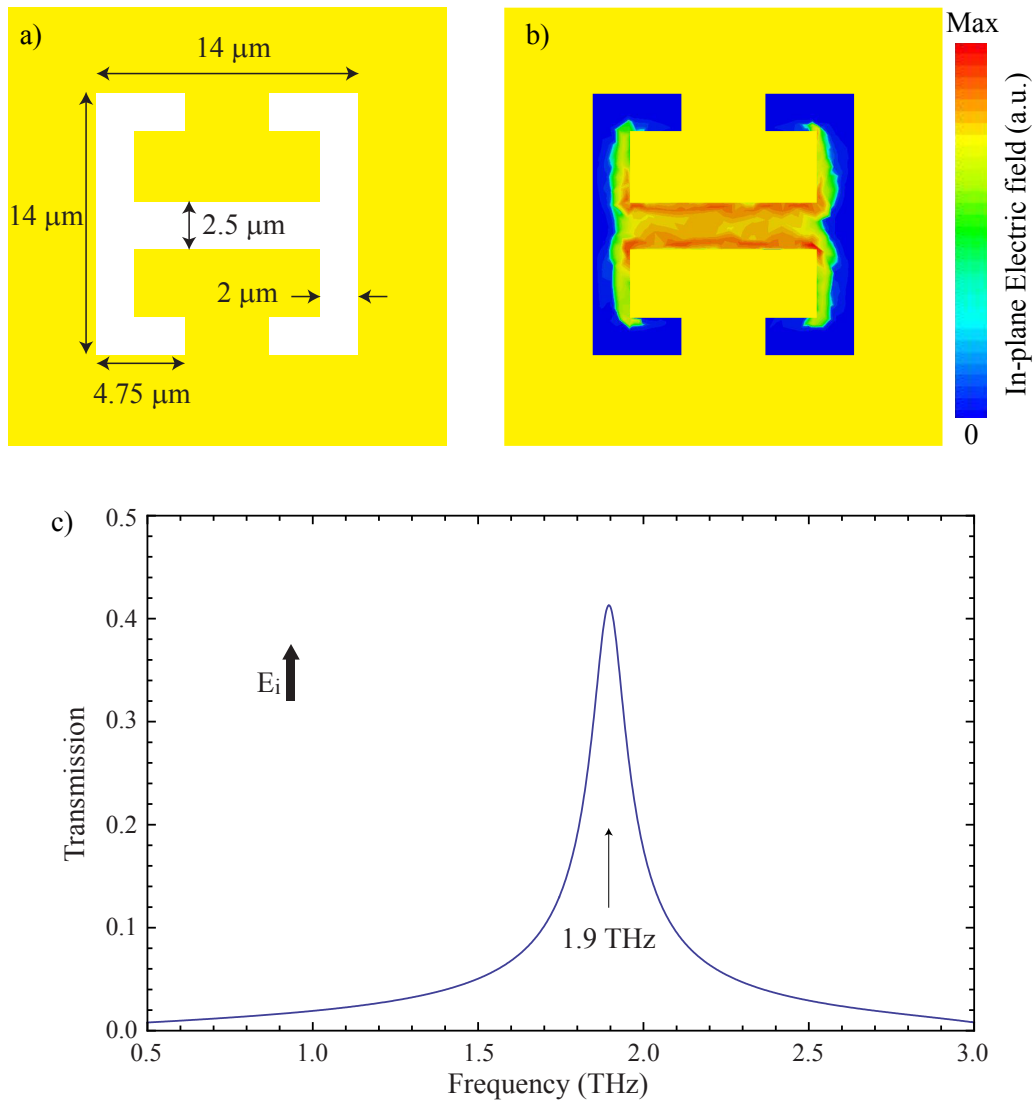 a)
14 μm
14 μm
2.5 μm
2 μm
4.75 μm
b)
Max
In-plane Electric field (a.u.)
0
c)
0.5
0.4
0.3
0.2
0.1
0.0
Transmission
Ei
1.9 THz
0.5 1.0 1.5 2.0 2.5 3.0
Frequency (THz)